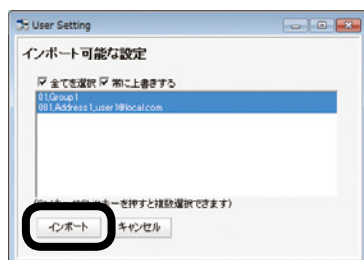 User Setting
インポート可能な設定
全てを選択 常に上書きする
01,Group1
001,Address1,user1@local.com
キーを押すと複数選択できます)
インポート キャンセル